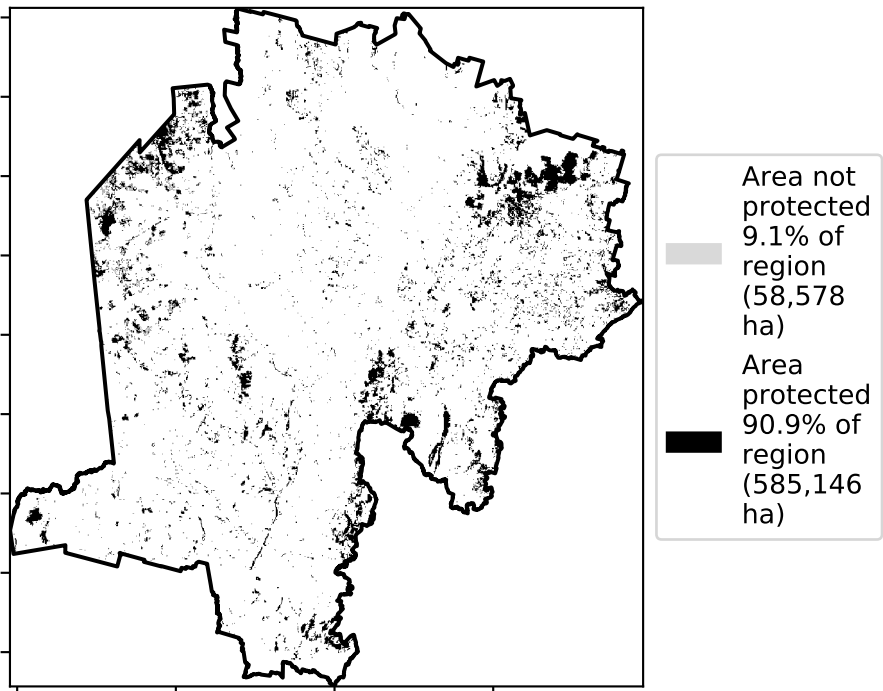 Area not
protected
9.1% of
region
(58,578
ha)
Area
protected
90.9% of
region
(585,146
ha)